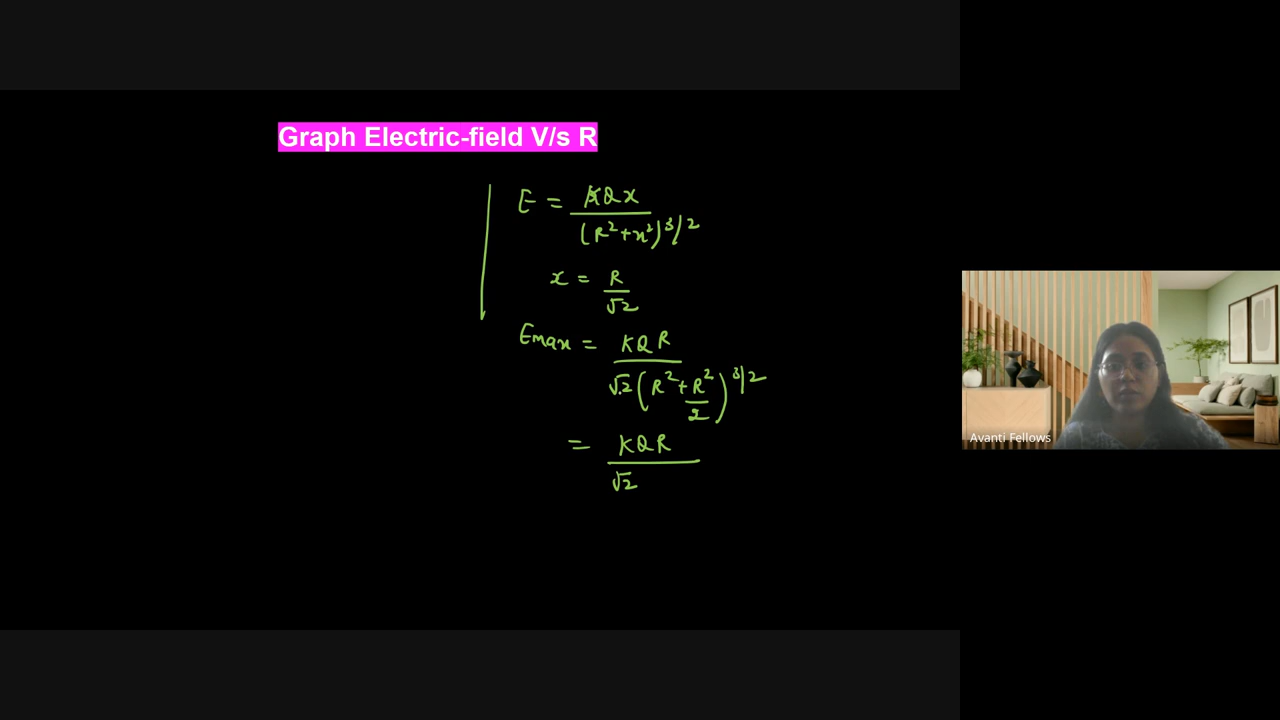 Graph Electric-field V/s R
E = KQx / (R²+x²)^3/2
x = R/√2
Emax = KQR / √2(R²+R²/2)^3/2
= KQR / √2
Avanti Fellows